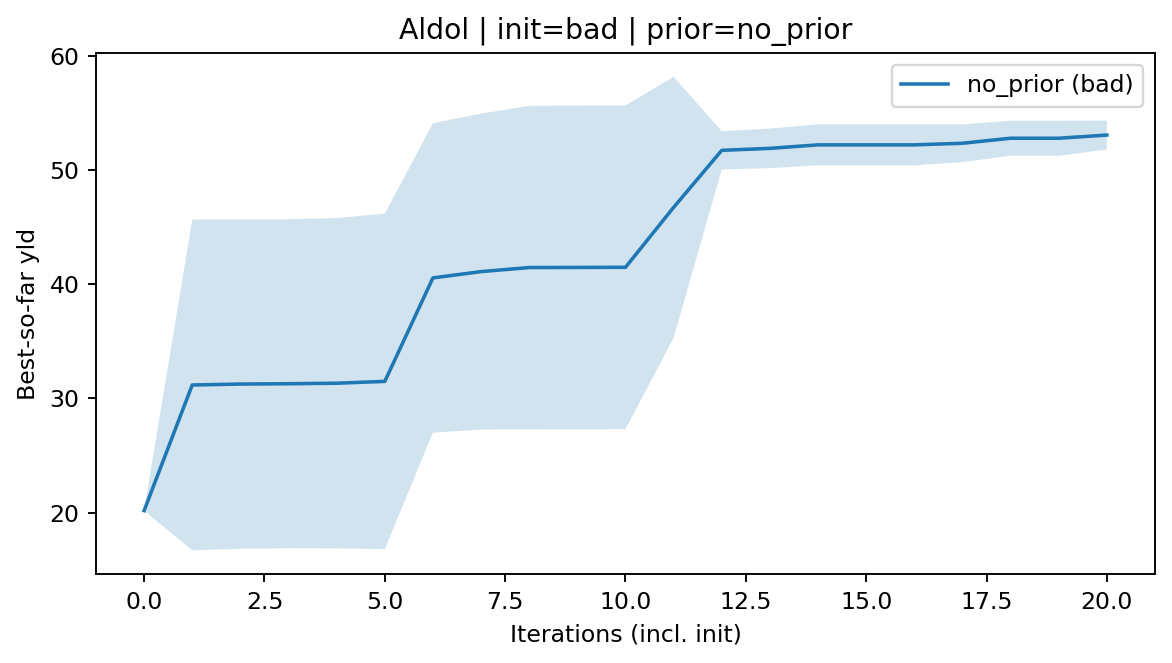 Aldol | init=bad | prior=no_prior
no_prior (bad)
Best-so-far yld
60
50
40
30
20
0.0 2.5 5.0 7.5 10.0 12.5 15.0 17.5 20.0
Iterations (incl. init)